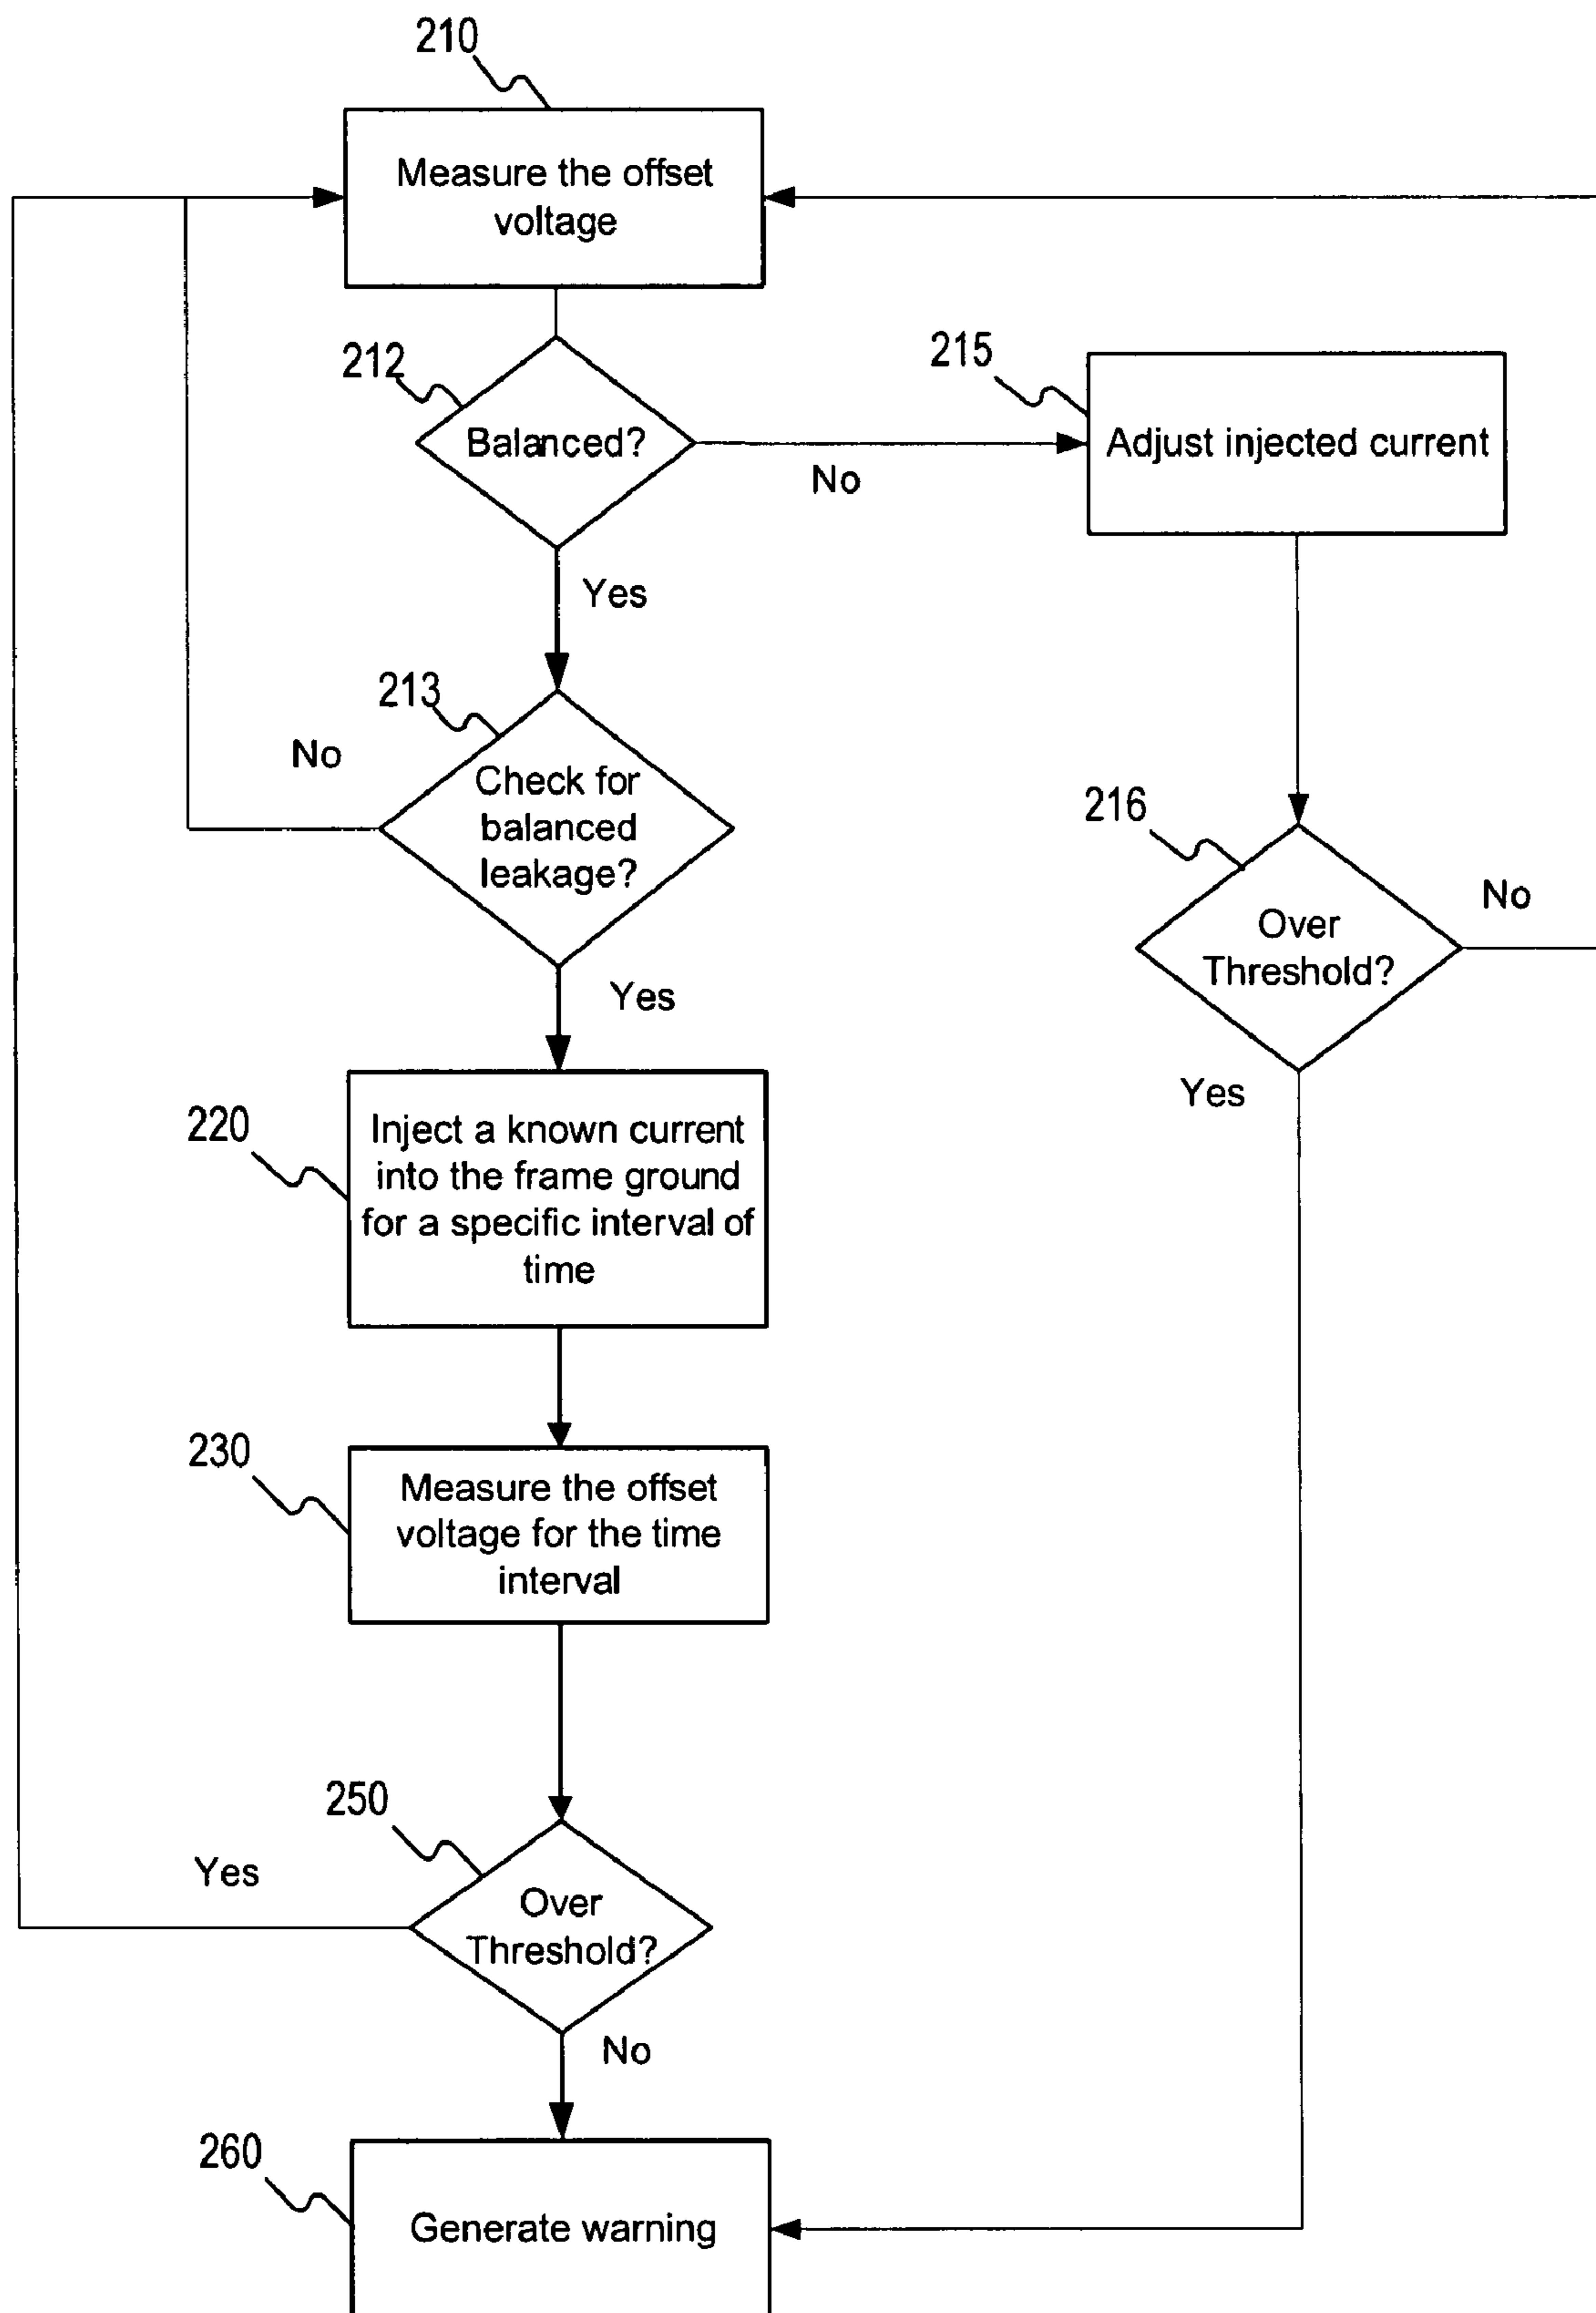 210
Measure the offset
voltage
212
Balanced?
No
215
Adjust injected current
Yes
213
No
Check for
balanced
leakage?
216
Over
Threshold?
No
Yes
Yes
220
Inject a known current
into the frame ground
for a specific interval of
time
230
Measure the offset
voltage for the time
interval
250
Yes
Over
Threshold?
No
260
Generate warning